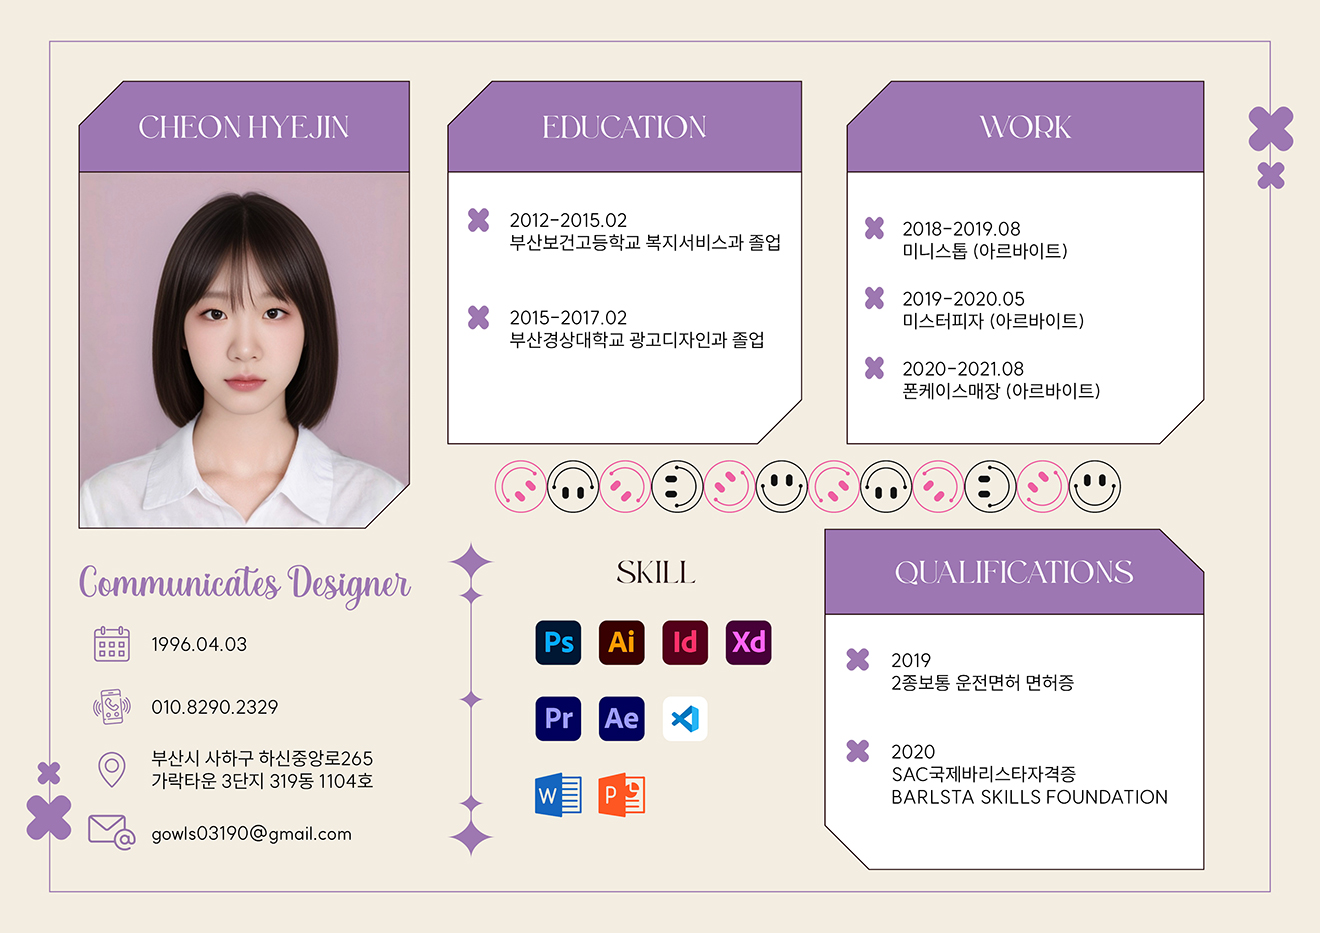 CHEON HYEJIN
Communicates Designer
1996.04.03
010.8290.2329
부산시 사하구 하신중앙로265
가락타운 3단지 319동 1104호
gowls03190@gmail.com
EDUCATION
2012-2015.02
부산보건고등학교 복지서비스과 졸업
2015-2017.02
부산경상대학교 광고디자인과 졸업
WORK
2018-2019.08
미니스톱 (아르바이트)
2019-2020.05
미스터피자 (아르바이트)
2020-2021.08
폰케이스매장 (아르바이트)
SKILL
Ps Ai Id Xd
Pr Ae
W P
QUALIFICATIONS
2019
2종보통 운전면허 면허증
2020
SAC국제바리스타자격증
BARLSTA SKILLS FOUNDATION